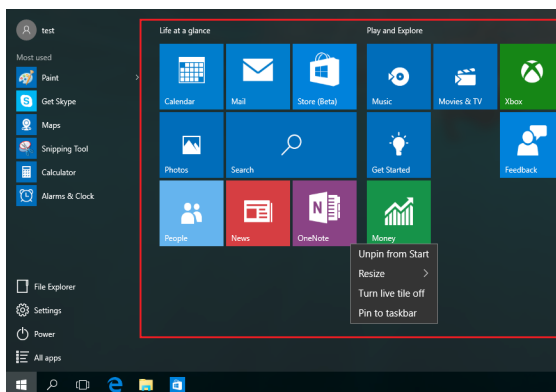 test
Most used
Paint
Get Skype
Maps
Snipping Tool
Calculator
Alarms & Clock
File Explorer
Settings
Power
All apps
Life at a glance
Calendar
Mail
Store (Beta)
Photos
Search
People
News
OneNote
Play and Explore
Music
Movies & TV
Xbox
Get Started
Feedback
Money
Unpin from Start
Resize
Turn live tile off
Pin to taskbar